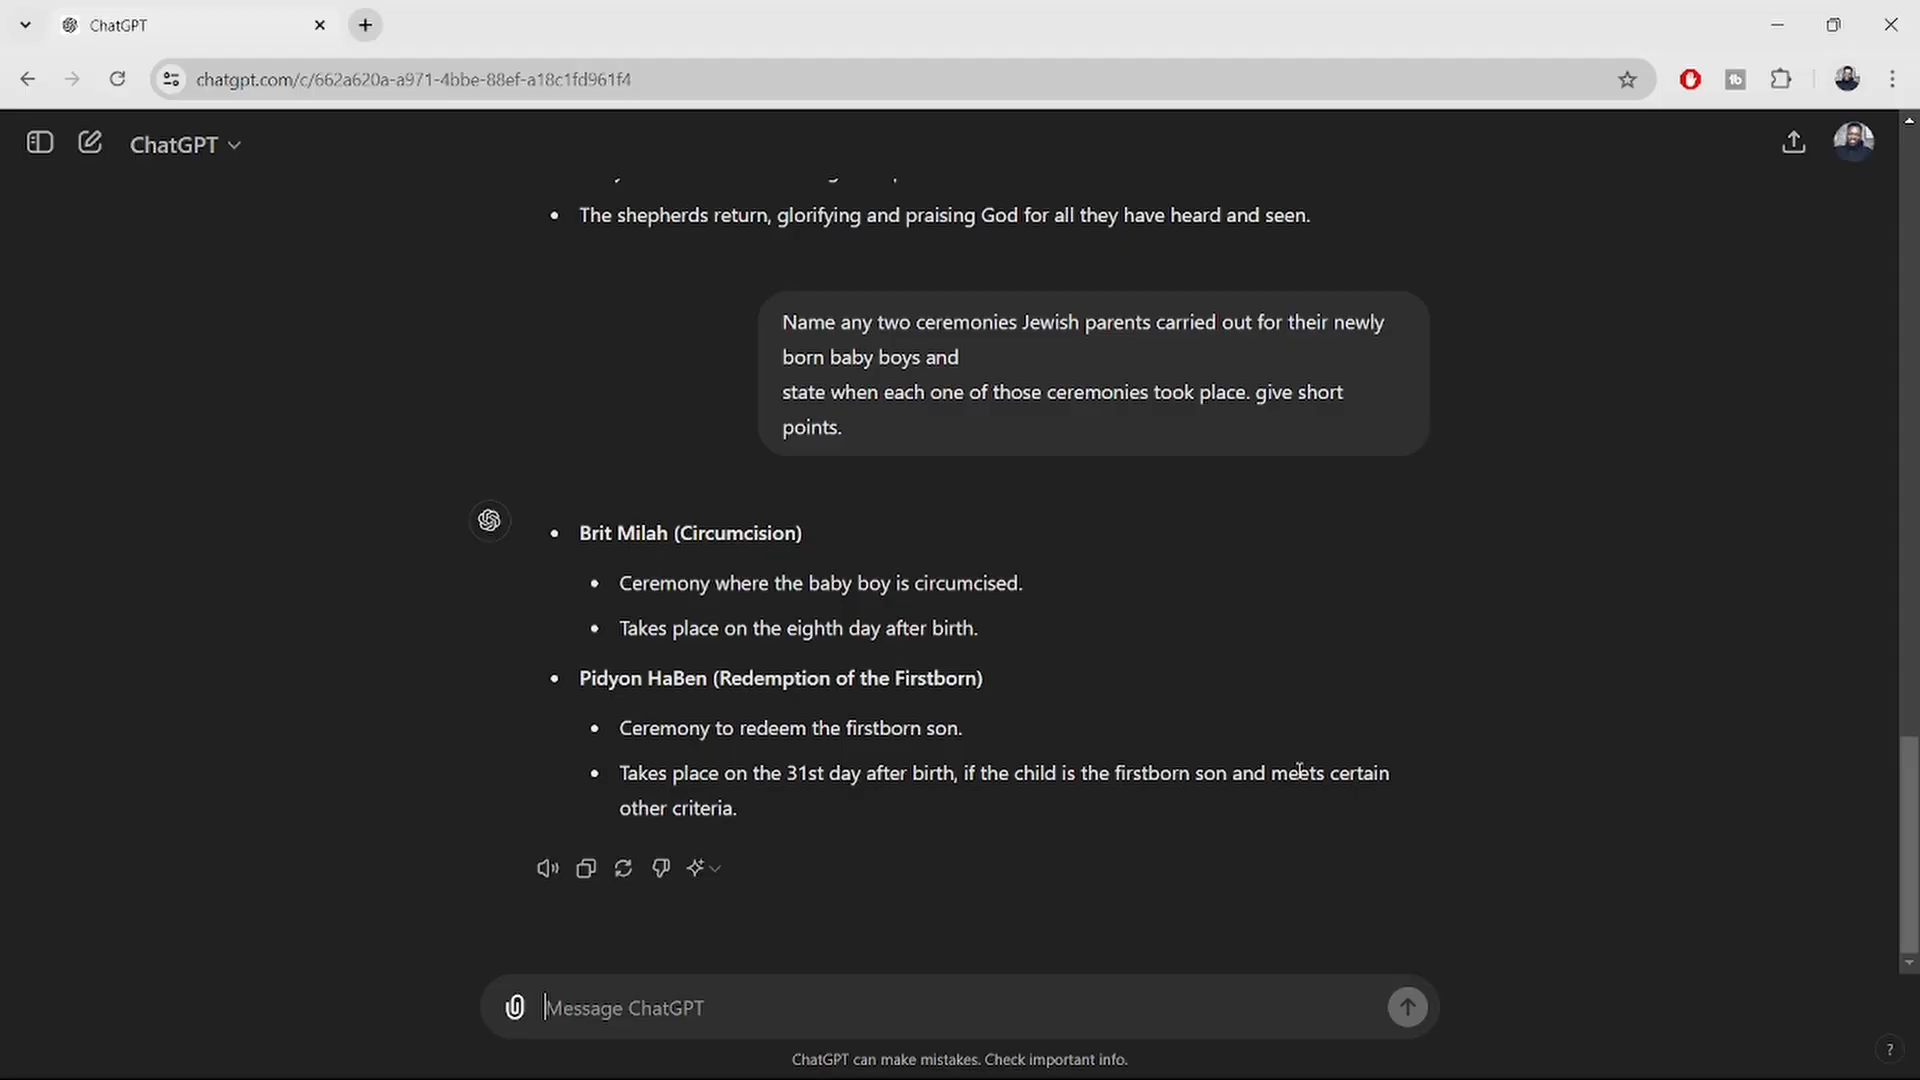 ChatGPT
chatgpt.com/c/662a620a-a971-4bbe-88ef-a18c1fd961f4
ChatGPT
The shepherds return, glorifying and praising God for all they have heard and seen.
Name any two ceremonies Jewish parents carried out for their newly
born baby boys and
state when each one of those ceremonies took place. give short
points.
Brit Milah (Circumcision)
Ceremony where the baby boy is circumcised.
Takes place on the eighth day after birth.
Pidyon HaBen (Redemption of the Firstborn)
Ceremony to redeem the firstborn son.
Takes place on the 31st day after birth, if the child is the firstborn son and meets certain
other criteria.
Message ChatGPT
ChatGPT can make mistakes. Check important info.
?